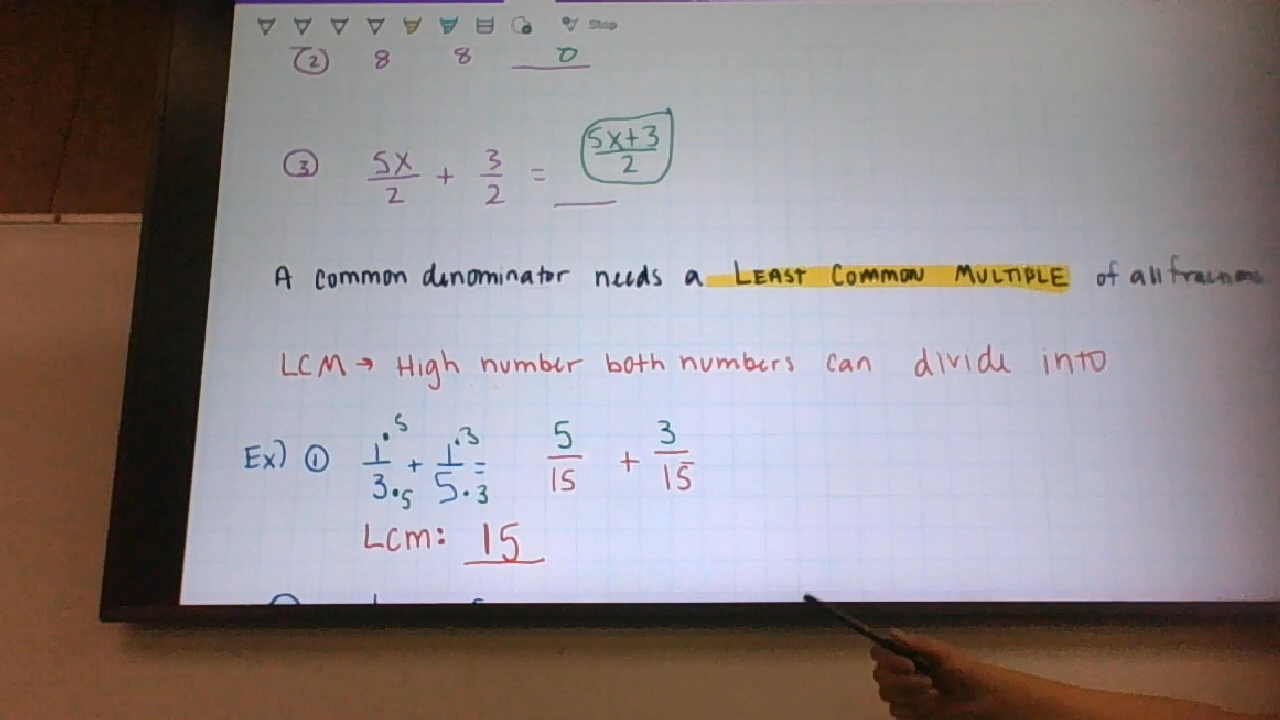 Stop
② 8 8 0
③ 5x/2 + 3/2 = (5x+3)/2
A common denominator needs a LEAST COMMON MULTIPLE of all fractions
LCM → High number both numbers can divide into
Ex) ① 1·5/3·5 + 1·3/5·3 = 5/15 + 3/15
LCM: 15